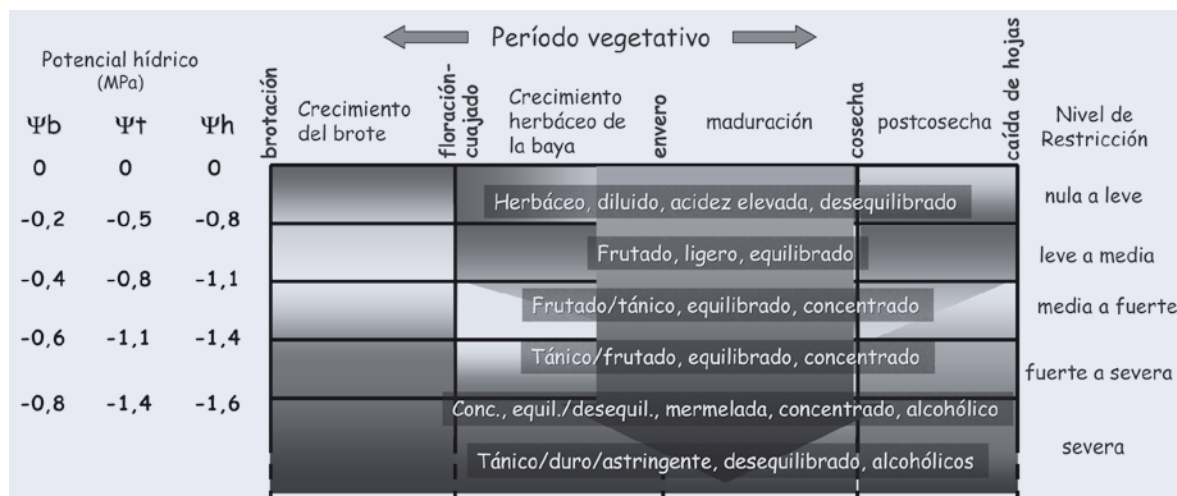 Período vegetativo
Potencial hídrico
(MPa)
Ψb Ψt Ψh
brotación
Crecimiento
del brote
floración-
cuajado
Crecimiento
herbáceo de
la baya
envero
maduración
cosecha
postcosecha
caída de hojas
Nivel de
Restricción
0 0 0
Herbáceo, diluido, acidez elevada, desequilibrado
nula a leve
-0,2 -0,5 -0,8
Frutado, ligero, equilibrado
leve a media
-0,4 -0,8 -1,1
Frutado/tánico, equilibrado, concentrado
media a fuerte
-0,6 -1,1 -1,4
Tánico/frutado, equilibrado, concentrado
fuerte a severa
-0,8 -1,4 -1,6
Conc., equil./desequil., mermelada, concentrado, alcohólico
Tánico/duro/astringente, desequilibrado, alcohólicos
severa